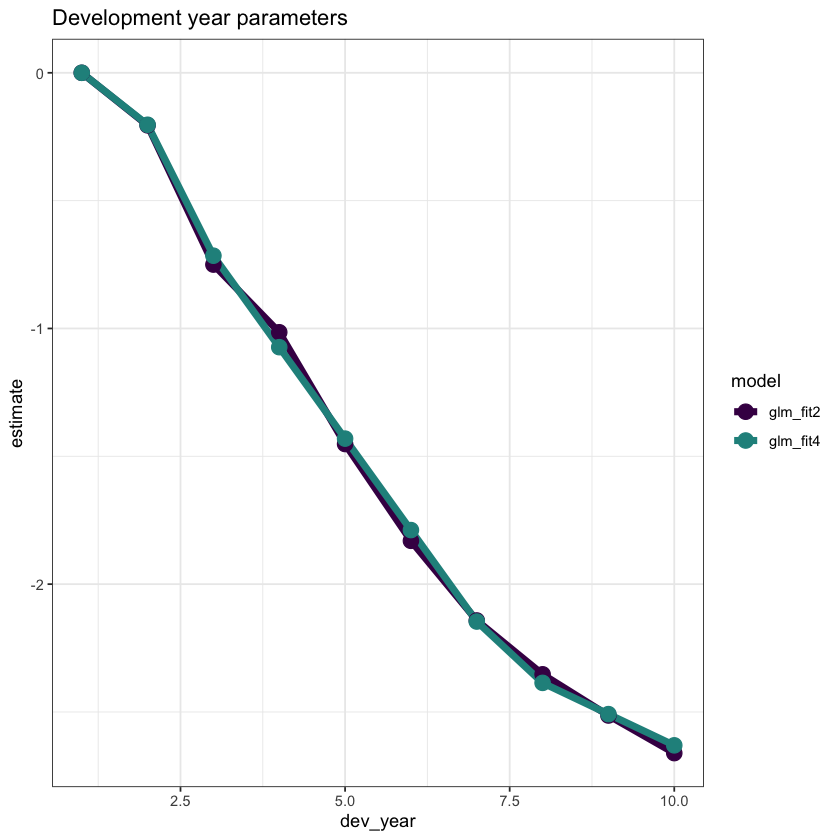 Development year parameters
0
-1
-2
estimate
2.5
5.0
7.5
10.0
dev_year
model
glm_fit2
glm_fit4